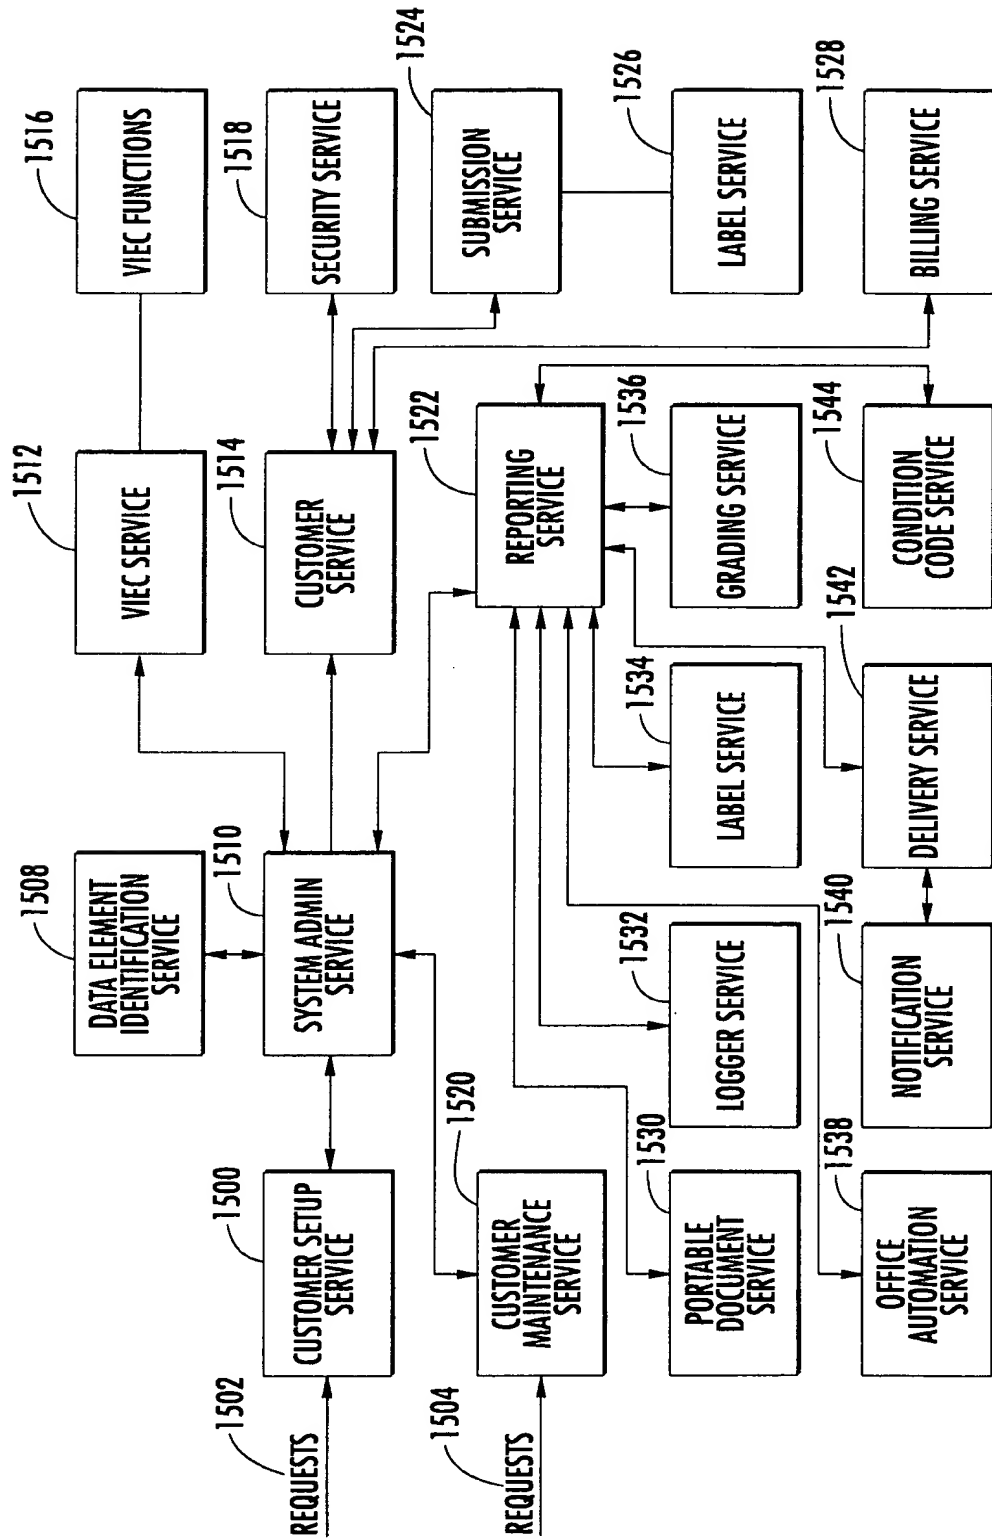 1516
VIEC FUNCTIONS
1512
VIEC SERVICE
1508
DATA ELEMENT
IDENTIFICATION
SERVICE
1518
SECURITY SERVICE
1514
CUSTOMER
SERVICE
1510
SYSTEM ADMIN
SERVICE
1500
CUSTOMER SETUP
SERVICE
1502
REQUESTS
1524
SUBMISSION
SERVICE
1522
REPORTING
SERVICE
1520
CUSTOMER
MAINTENANCE
SERVICE
1504
REQUESTS
1526
LABEL SERVICE
1536
GRADING SERVICE
1534
LABEL SERVICE
1532
LOGGER SERVICE
1530
PORTABLE
DOCUMENT
SERVICE
1528
BILLING SERVICE
1544
CONDITION
CODE SERVICE
1542
DELIVERY SERVICE
1540
NOTIFICATION
SERVICE
1538
OFFICE
AUTOMATION
SERVICE